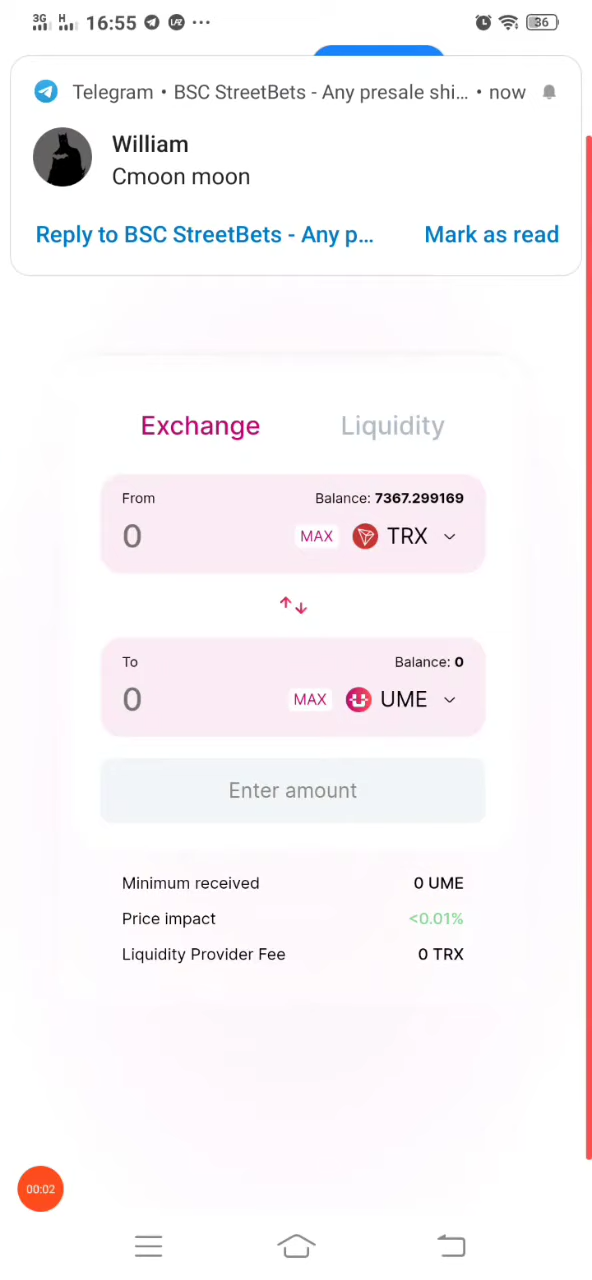 3G H 16:55 ··· 36
Telegram • BSC StreetBets - Any presale shi... • now
William
Cmoon moon
Reply to BSC StreetBets - Any p... Mark as read
Exchange Liquidity
From Balance: 7367.299169
0 MAX TRX
To Balance: 0
0 MAX UME
Enter amount
Minimum received 0 UME
Price impact <0.01%
Liquidity Provider Fee 0 TRX
00:02